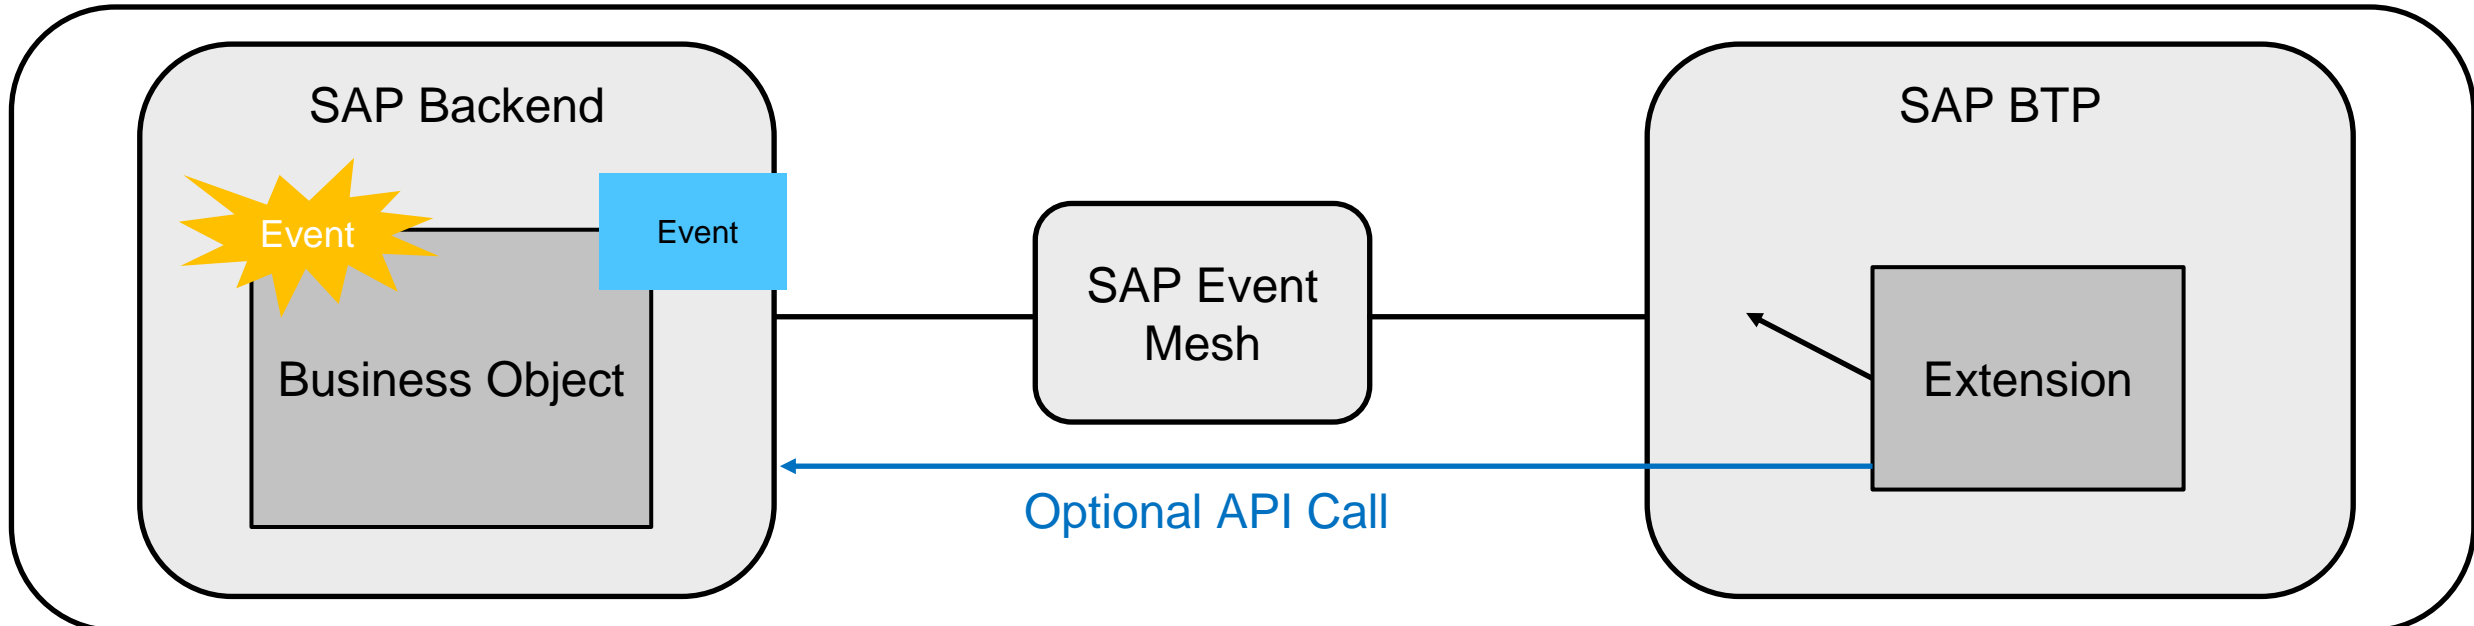 SAP Backend
SAP BTP
Event
Event
SAP Event
Mesh
Business Object
Extension
Optional API Call